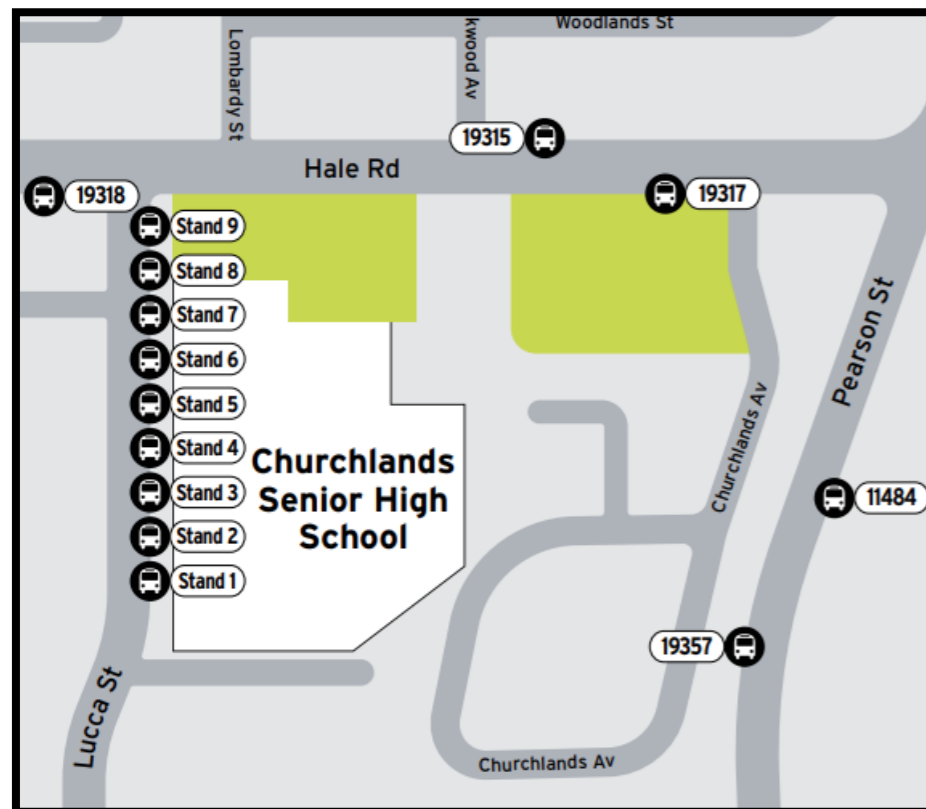 Woodlands St
Lombardy St
kwood Av
19315
Hale Rd
19318
19317
Stand 9
Stand 8
Stand 7
Stand 6
Stand 5
Stand 4
Stand 3
Stand 2
Stand 1
Churchlands
Senior High
School
Pearson St
Churchlands Av
11484
19357
Lucca St
Churchlands Av